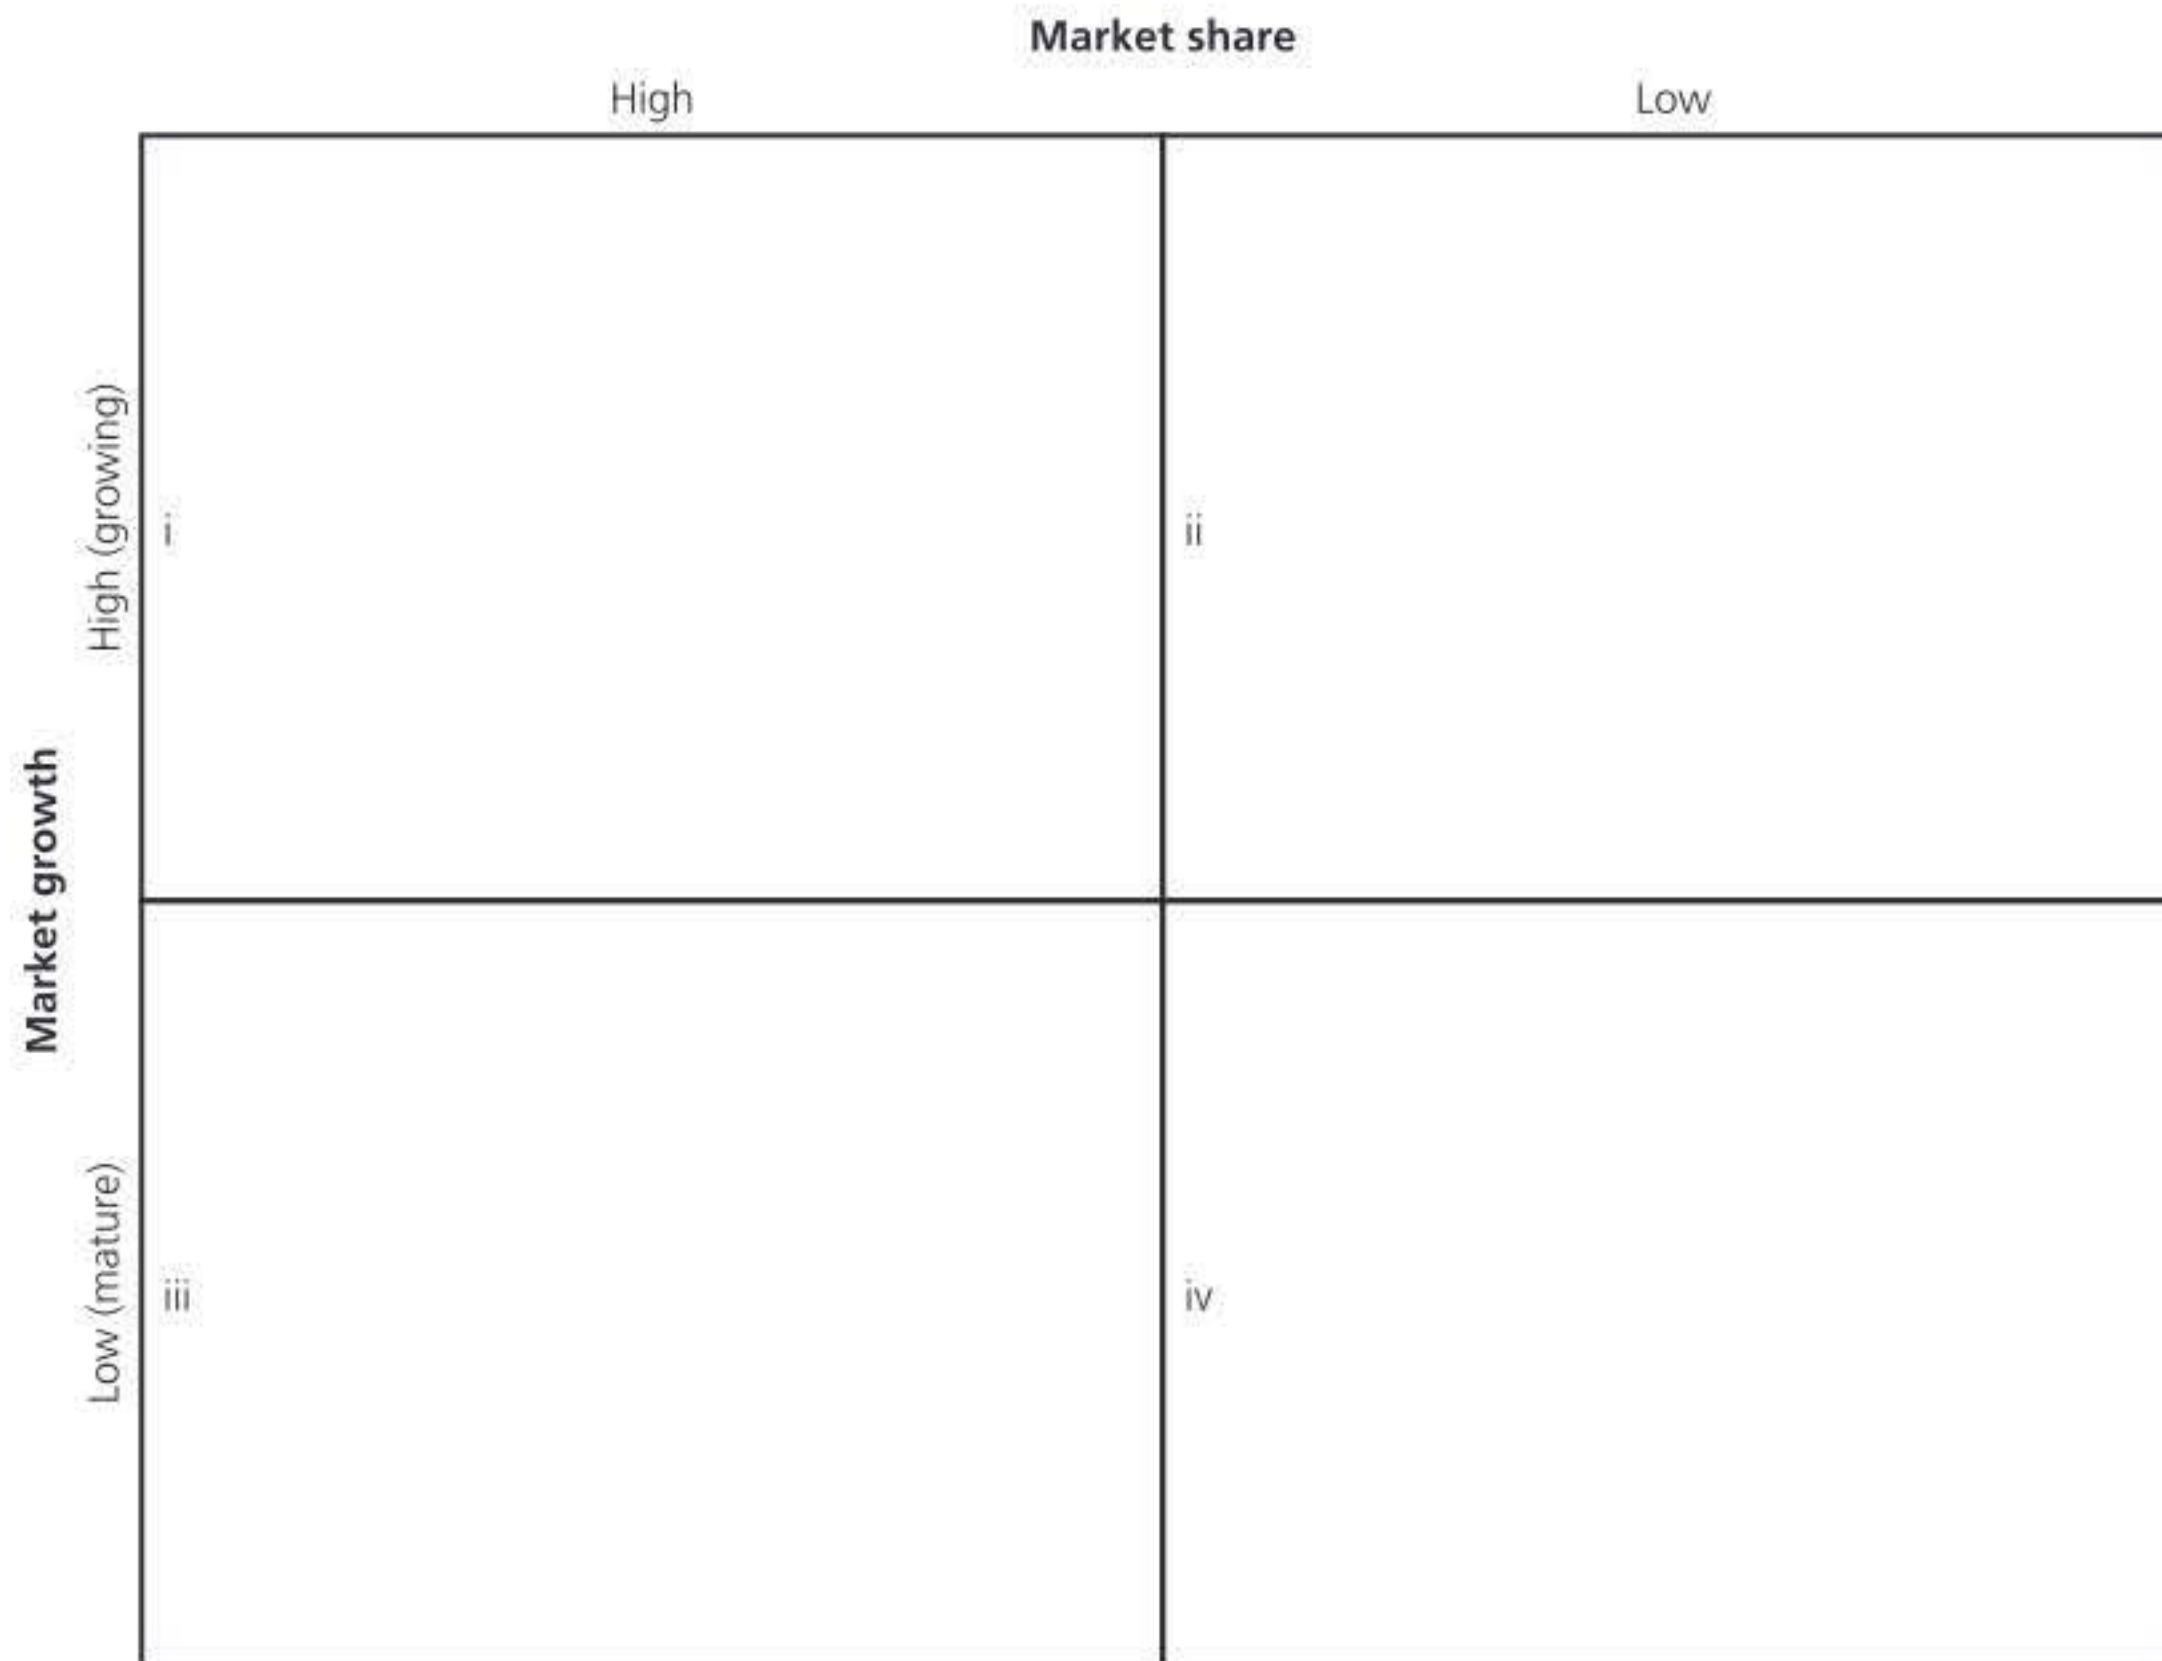 Market share
High
Low
Market growth
High (growing)
i
ii
Low (mature)
iii
iv